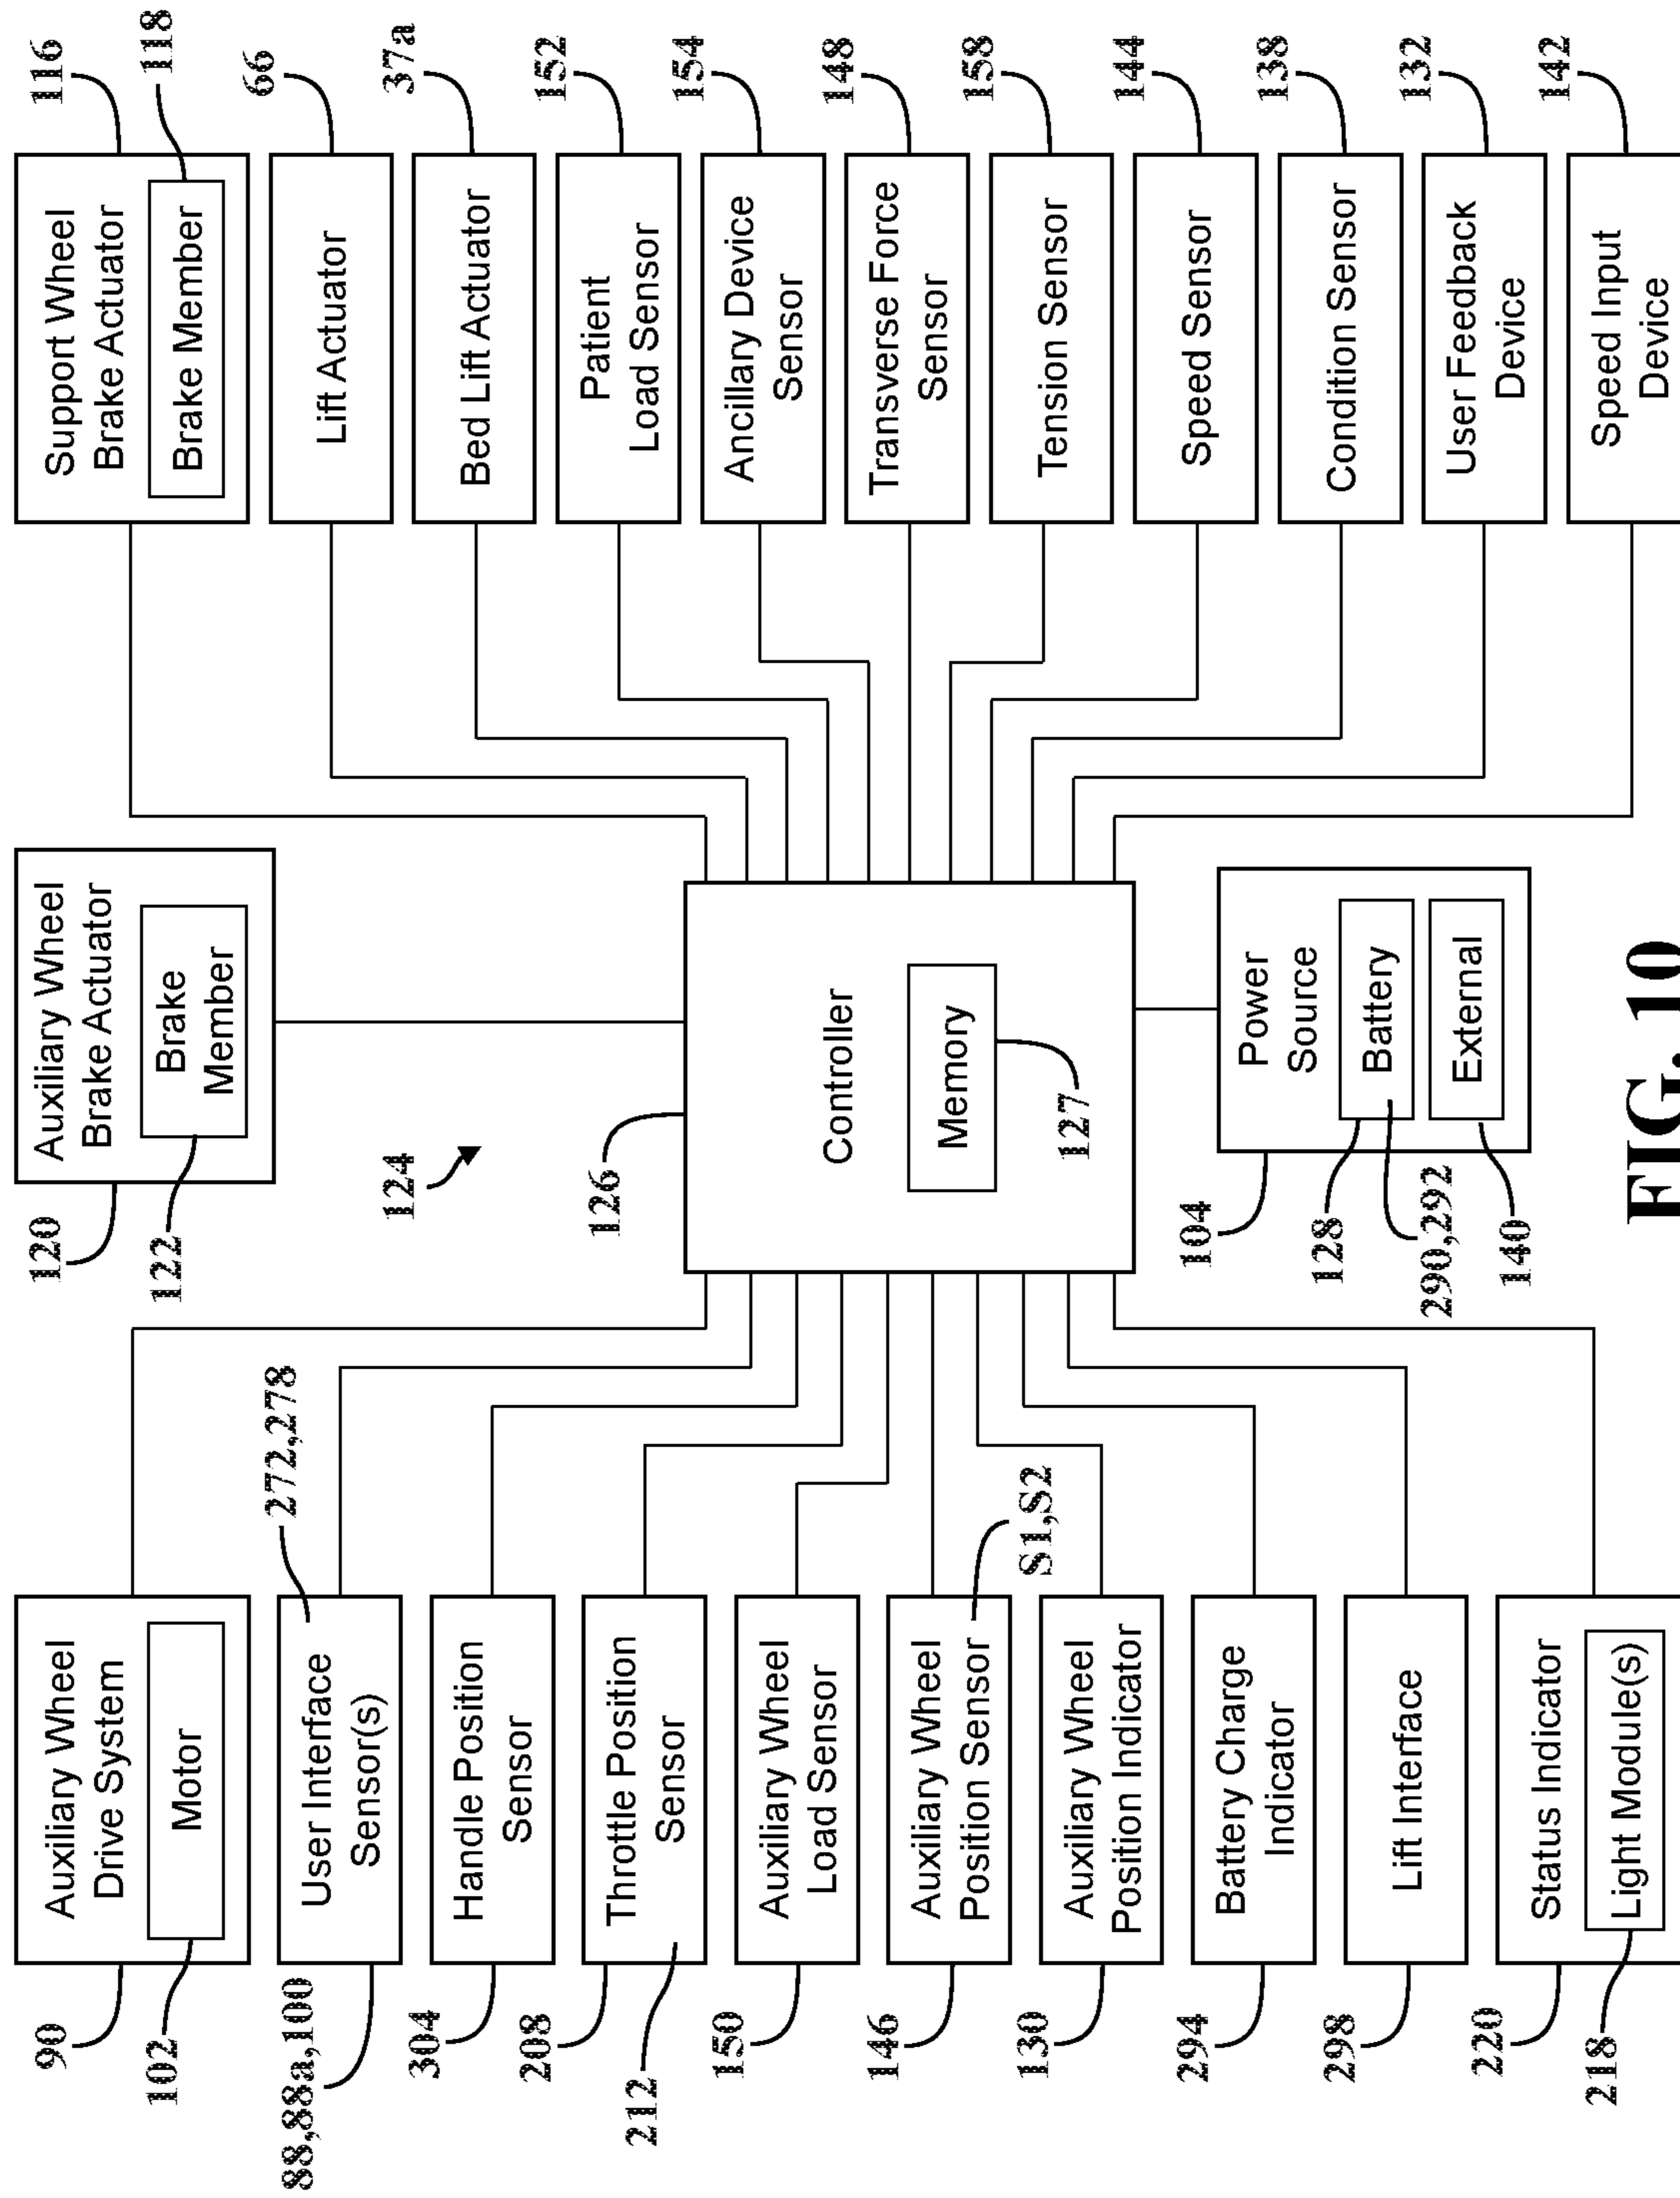 90
Auxiliary Wheel
Drive System
102
Motor
272,278
88,88a,100
User Interface
Sensor(s)
304
Handle Position
Sensor
208
Throttle Position
Sensor
212
150
Auxiliary Wheel
Load Sensor
146
Auxiliary Wheel
Position Sensor
S1,S2
130
Auxiliary Wheel
Position Indicator
294
Battery Charge
Indicator
298
Lift Interface
220
Status Indicator
218
Light Module(s)
120
Auxiliary Wheel
Brake Actuator
122
Brake
Member
124
126
Controller
Memory
127
104
Power
Source
128
Battery
290,292
External
140
116
Support Wheel
Brake Actuator
118
Brake Member
66
Lift Actuator
37a
Bed Lift Actuator
152
Patient
Load Sensor
154
Ancillary Device
Sensor
148
Transverse Force
Sensor
158
Tension Sensor
144
Speed Sensor
138
Condition Sensor
132
User Feedback
Device
142
Speed Input
Device
FIG. 10